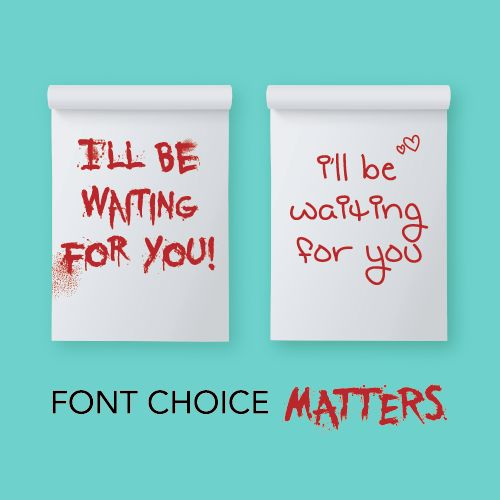 I'LL BE
WAITING
FOR YOU!
i'll be
waiting
for you
FONT CHOICE MATTERS